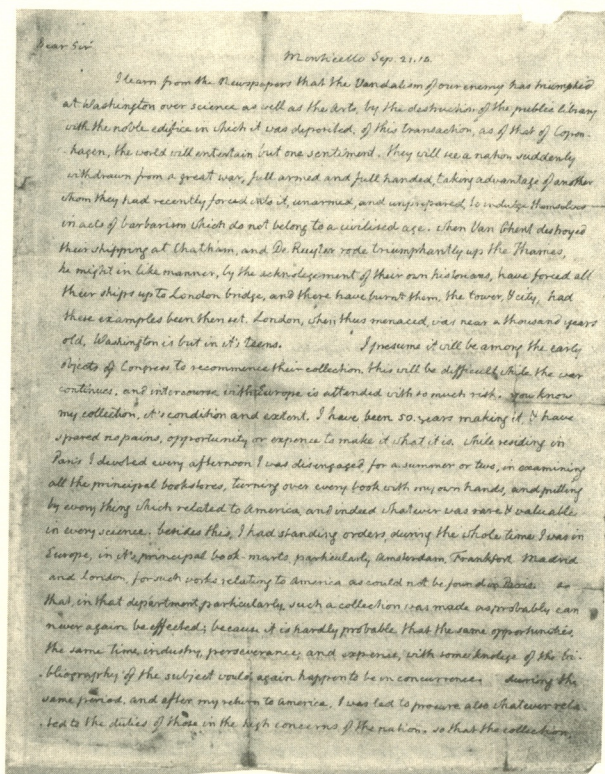 Dear Sir
Monticello Sep. 21. 14.
I learn from the Newspapers that the Vandalism of our enemy has triumphed
at Washington over science as well as the Arts, by the destruction of the public library
with the noble edifice in which it was deposited. of this transaction, as of that of Copen-
-hagen, the world will entertain but one sentiment. they will see a nation suddenly
withdrawn from a great war, full armed and full handed, taking advantage of another
whom they had recently forced into it, unarmed, and unprepared, to indulge themselves
in acts of barbarism which do not belong to a civilised age. when Van Ghent destroyed
their shipping at Chatham, and De Ruyter rode triumphantly up the Thames,
he might in like manner, by the acknolegement of their own historians, have forced all
their ships up to London bridge, and there have burnt them, the tower, & city, had
these examples been then set. London, when thus menaced, was near a thousand years
old, Washington is but in it's teens. I presume it will be among the early
objects of Congress to recommence their collection. this will be difficult while the war
continues, and intercourse with Europe is attended with so much risk. you know
my collection, it's condition and extent. I have been 50. years making it, & have
spared no pains, opportunity or expence to make it what it is. while residing in
Paris I devoted every afternoon I was disengaged, for a summer or two, in examining
all the principal bookstores, turning over every book with my own hands, and putting
by every thing which related to America, and indeed whatever was rare & valuable
in every science. besides this, I had standing orders, during the whole time I was in
Europe, in it's principal book-marts, particularly Amsterdam, Frankfort, Madrid
and London, for such works relating to America as could not be found in Paris. so
that, in that department particularly, such a collection was made as probably can
never again be effected; because it is hardly probable that the same opportunities,
the same time, industry, perseverance, and expence, with some knolege of the bi-
-bliography of the subject would again happen to be in concurrence. during the
same period, and after my return to America, I was led to procure also whatever rela-
-ted to the duties of those in the high concerns of the nation. so that the collection,